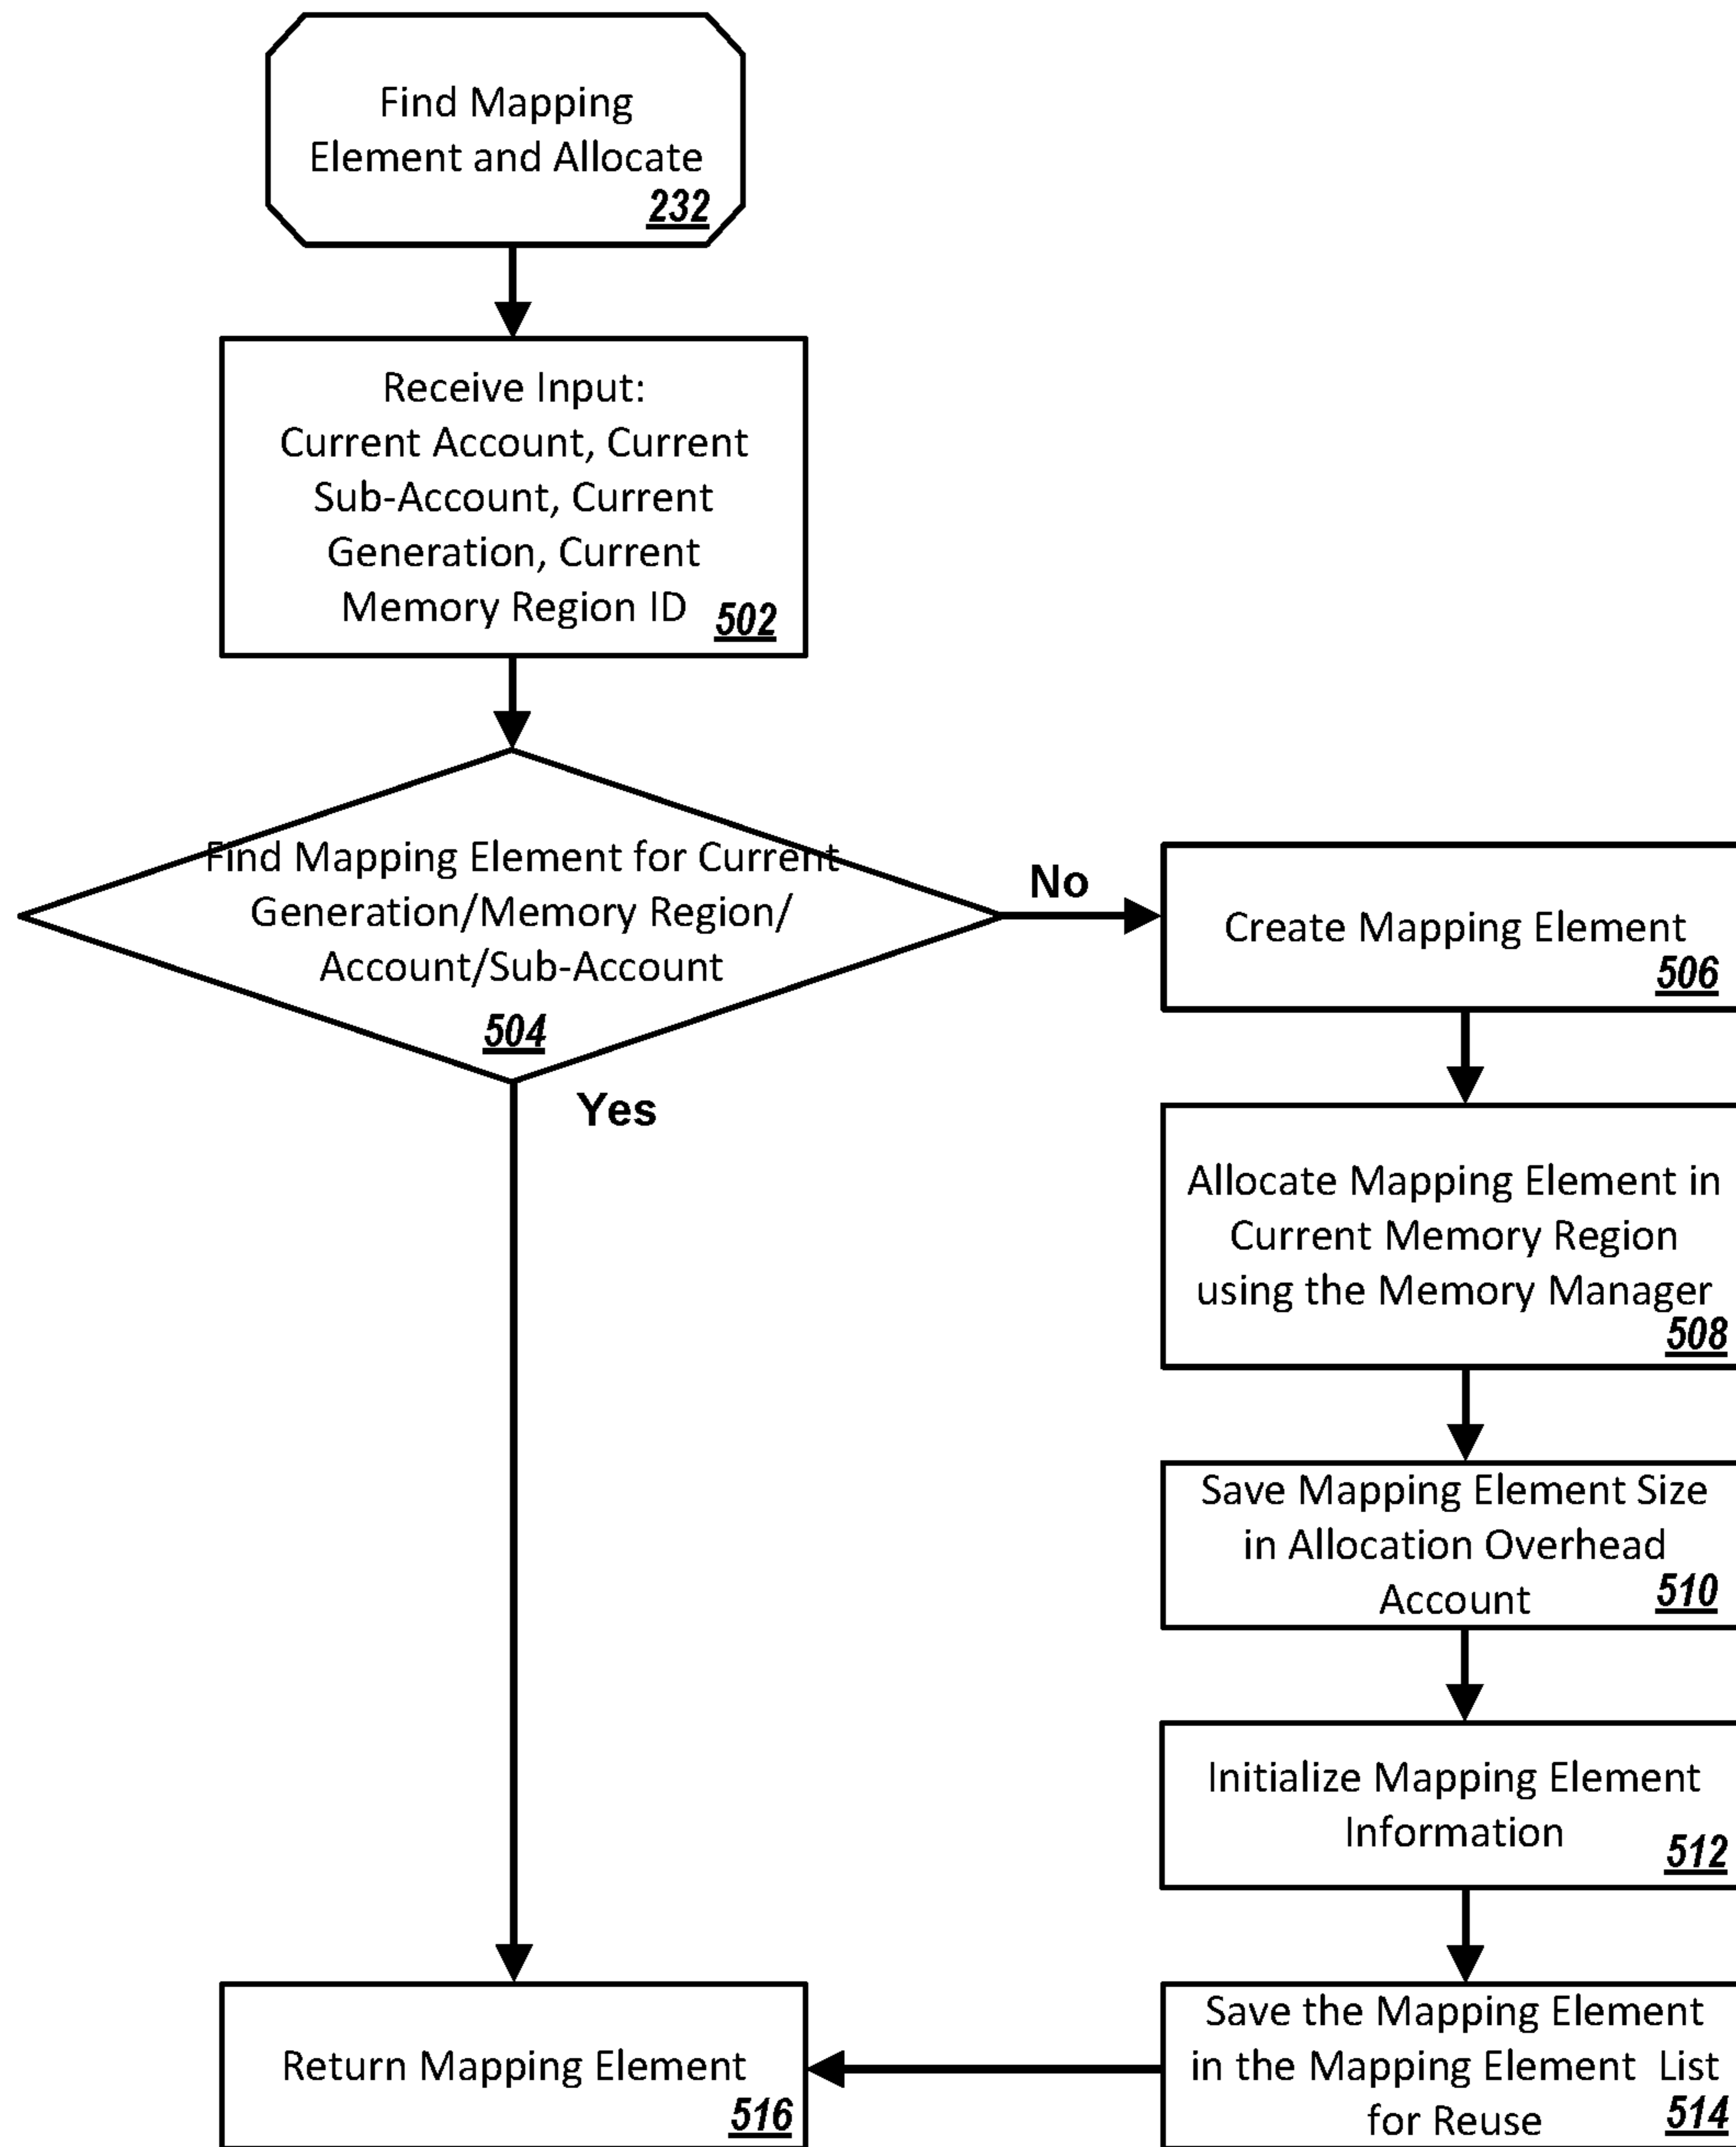 Find Mapping
Element and Allocate
232
Receive Input:
Current Account, Current
Sub-Account, Current
Generation, Current
Memory Region ID
502
Find Mapping Element for Current
Generation/Memory Region/
Account/Sub-Account
504
No
Yes
Create Mapping Element
506
Allocate Mapping Element in
Current Memory Region
using the Memory Manager
508
Save Mapping Element Size
in Allocation Overhead
Account
510
Initialize Mapping Element
Information
512
Save the Mapping Element
in the Mapping Element List
for Reuse
514
Return Mapping Element
516